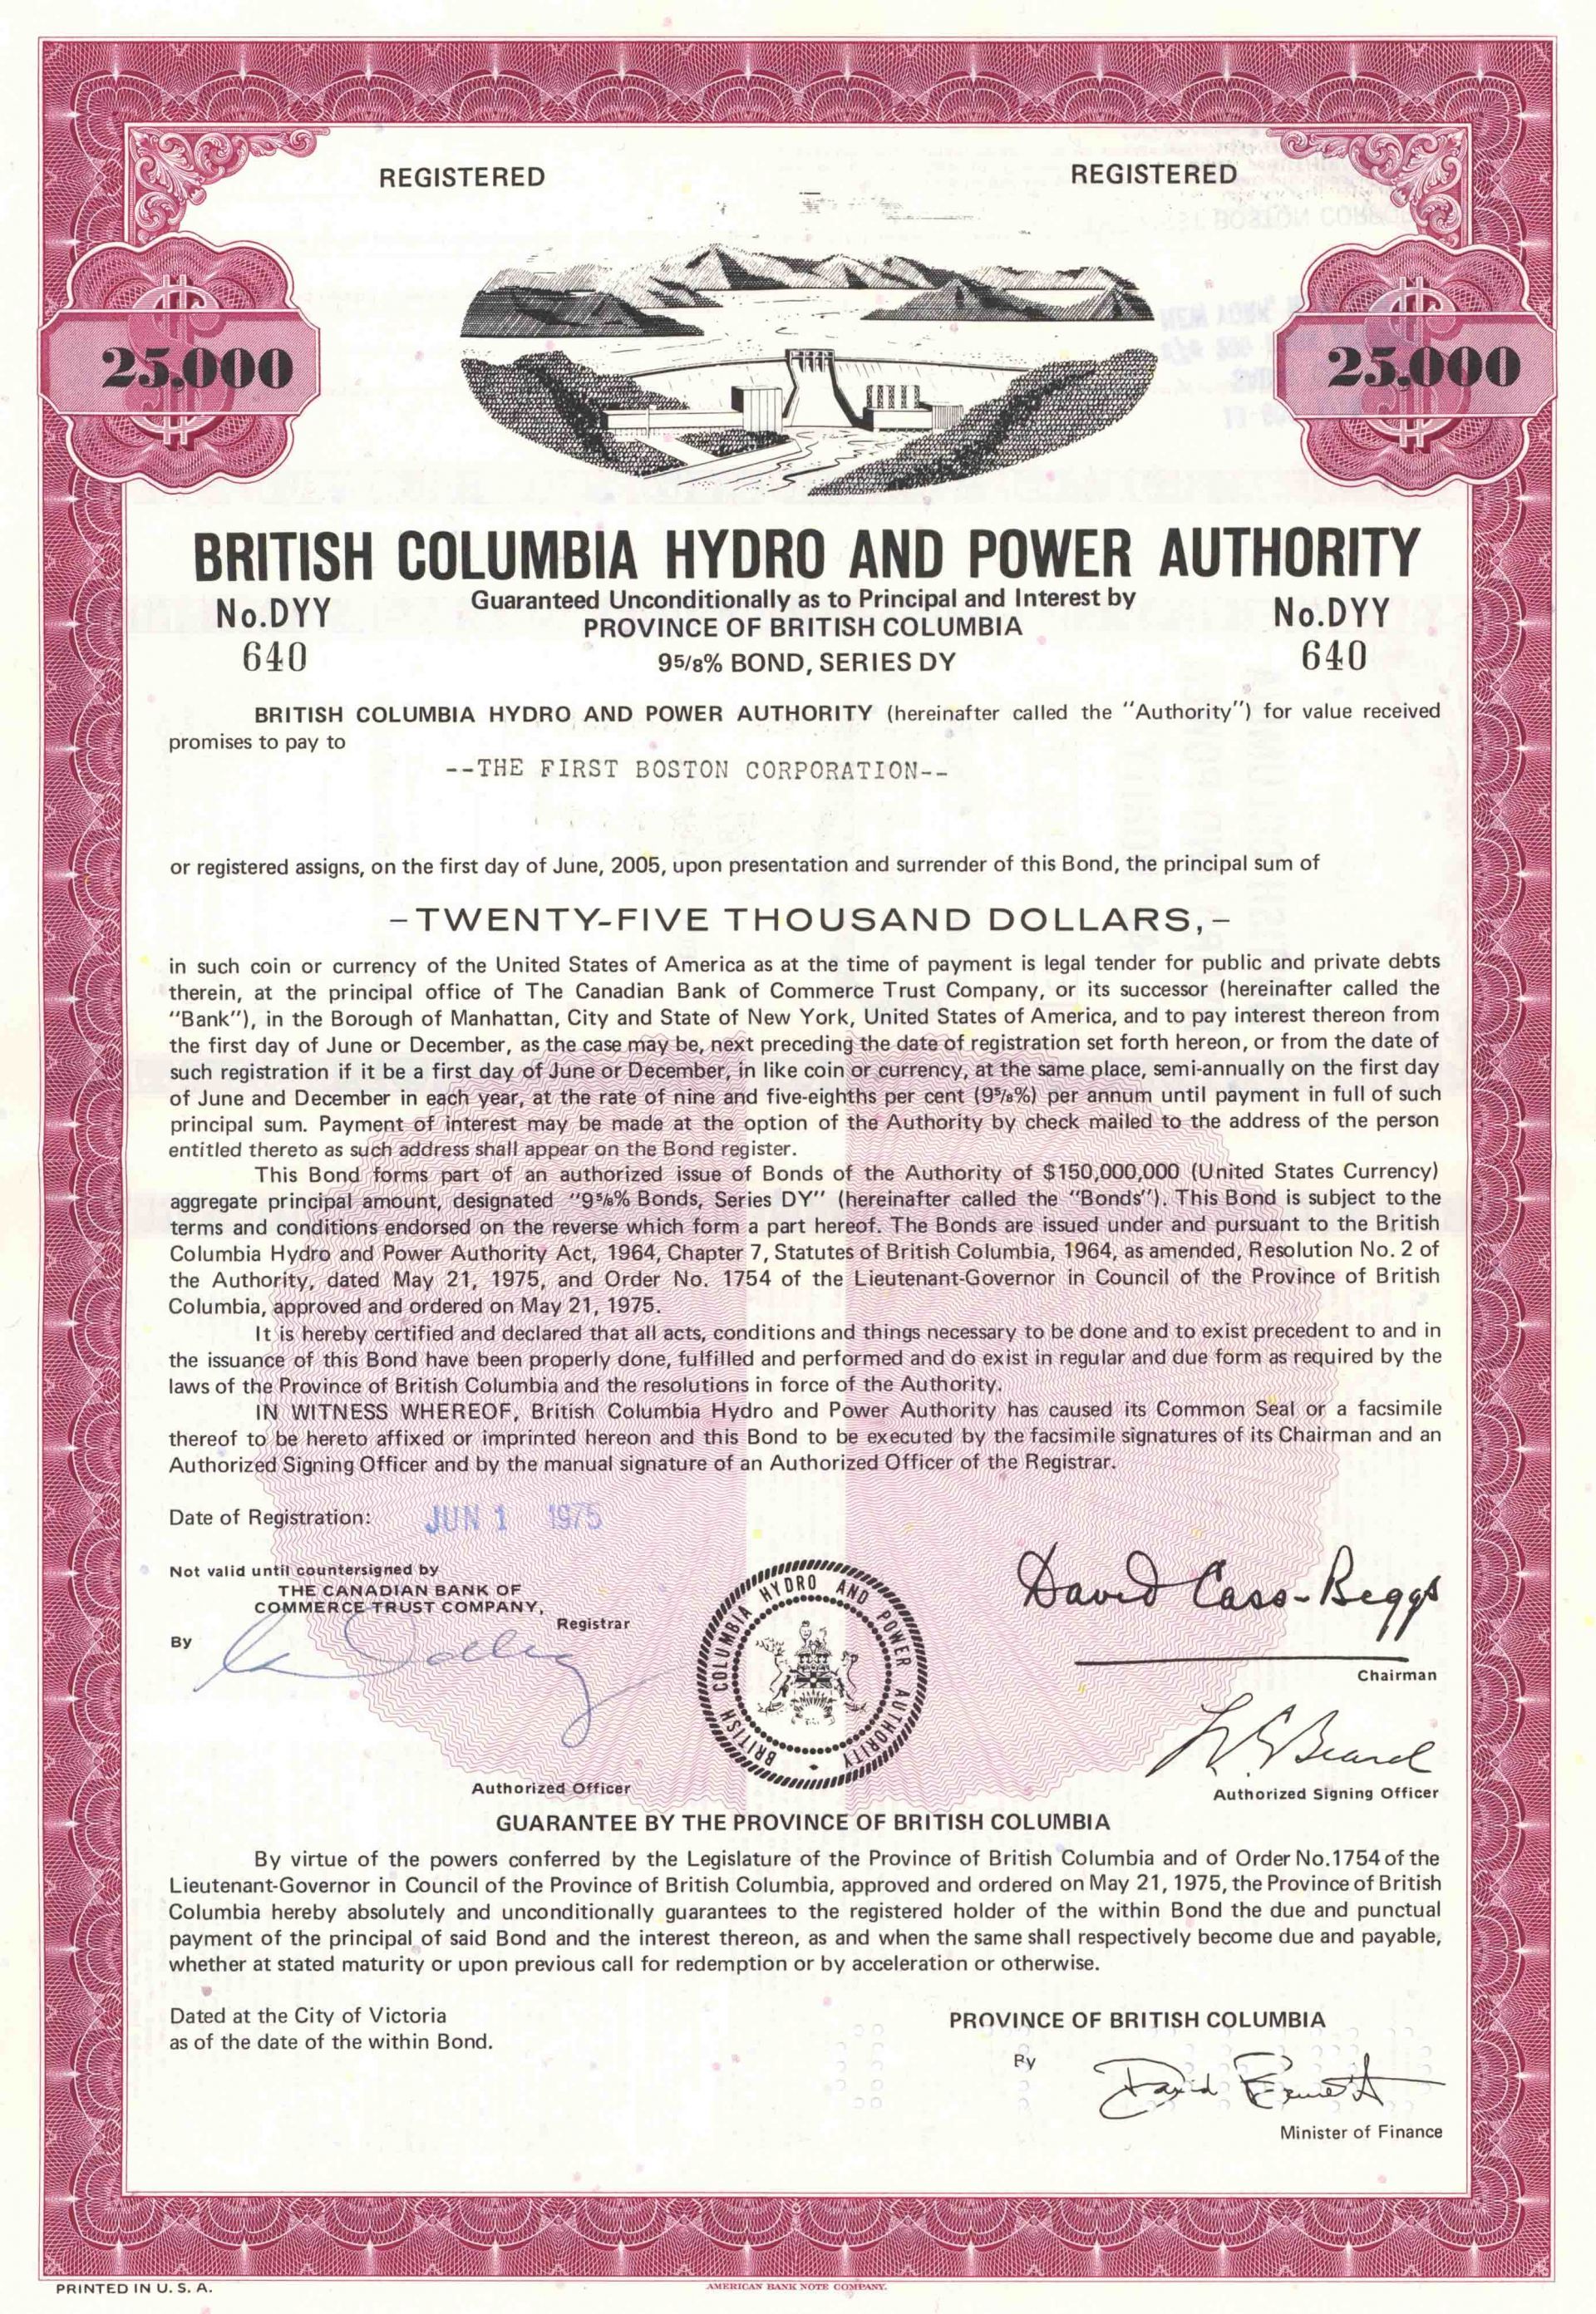 REGISTERED REGISTERED
25,000 25,000
BRITISH COLUMBIA HYDRO AND POWER AUTHORITY
No.DYY Guaranteed Unconditionally as to Principal and Interest by No.DYY
PROVINCE OF BRITISH COLUMBIA
640 9 5/8% BOND, SERIES DY 640
BRITISH COLUMBIA HYDRO AND POWER AUTHORITY (hereinafter called the "Authority") for value received
promises to pay to
--THE FIRST BOSTON CORPORATION--
or registered assigns, on the first day of June, 2005, upon presentation and surrender of this Bond, the principal sum of
–TWENTY-FIVE THOUSAND DOLLARS,–
in such coin or currency of the United States of America as at the time of payment is legal tender for public and private debts
therein, at the principal office of The Canadian Bank of Commerce Trust Company, or its successor (hereinafter called the
"Bank"), in the Borough of Manhattan, City and State of New York, United States of America, and to pay interest thereon from
the first day of June or December, as the case may be, next preceding the date of registration set forth hereon, or from the date of
such registration if it be a first day of June or December, in like coin or currency, at the same place, semi-annually on the first day
of June and December in each year, at the rate of nine and five-eighths per cent (9 5/8%) per annum until payment in full of such
principal sum. Payment of interest may be made at the option of the Authority by check mailed to the address of the person
entitled thereto as such address shall appear on the Bond register.
This Bond forms part of an authorized issue of Bonds of the Authority of $150,000,000 (United States Currency)
aggregate principal amount, designated "9 5/8% Bonds, Series DY" (hereinafter called the "Bonds"). This Bond is subject to the
terms and conditions endorsed on the reverse which form a part hereof. The Bonds are issued under and pursuant to the British
Columbia Hydro and Power Authority Act, 1964, Chapter 7, Statutes of British Columbia, 1964, as amended, Resolution No. 2 of
the Authority, dated May 21, 1975, and Order No. 1754 of the Lieutenant-Governor in Council of the Province of British
Columbia, approved and ordered on May 21, 1975.
It is hereby certified and declared that all acts, conditions and things necessary to be done and to exist precedent to and in
the issuance of this Bond have been properly done, fulfilled and performed and do exist in regular and due form as required by the
laws of the Province of British Columbia and the resolutions in force of the Authority.
IN WITNESS WHEREOF, British Columbia Hydro and Power Authority has caused its Common Seal or a facsimile
thereof to be hereto affixed or imprinted hereon and this Bond to be executed by the facsimile signatures of its Chairman and an
Authorized Signing Officer and by the manual signature of an Authorized Officer of the Registrar.
Date of Registration: JUN 1 1975
Not valid until countersigned by
THE CANADIAN BANK OF
COMMERCE TRUST COMPANY,
Registrar
By
BRITISH COLUMBIA HYDRO AND POWER AUTHORITY
David Cass-Beggs
Chairman
Beard
Authorized Officer
Authorized Signing Officer
GUARANTEE BY THE PROVINCE OF BRITISH COLUMBIA
By virtue of the powers conferred by the Legislature of the Province of British Columbia and of Order No.1754 of the
Lieutenant-Governor in Council of the Province of British Columbia, approved and ordered on May 21, 1975, the Province of British
Columbia hereby absolutely and unconditionally guarantees to the registered holder of the within Bond the due and punctual
payment of the principal of said Bond and the interest thereon, as and when the same shall respectively become due and payable,
whether at stated maturity or upon previous call for redemption or by acceleration or otherwise.
Dated at the City of Victoria
as of the date of the within Bond.
PROVINCE OF BRITISH COLUMBIA
By
David
Minister of Finance
PRINTED IN U. S. A.
AMERICAN BANK NOTE COMPANY.